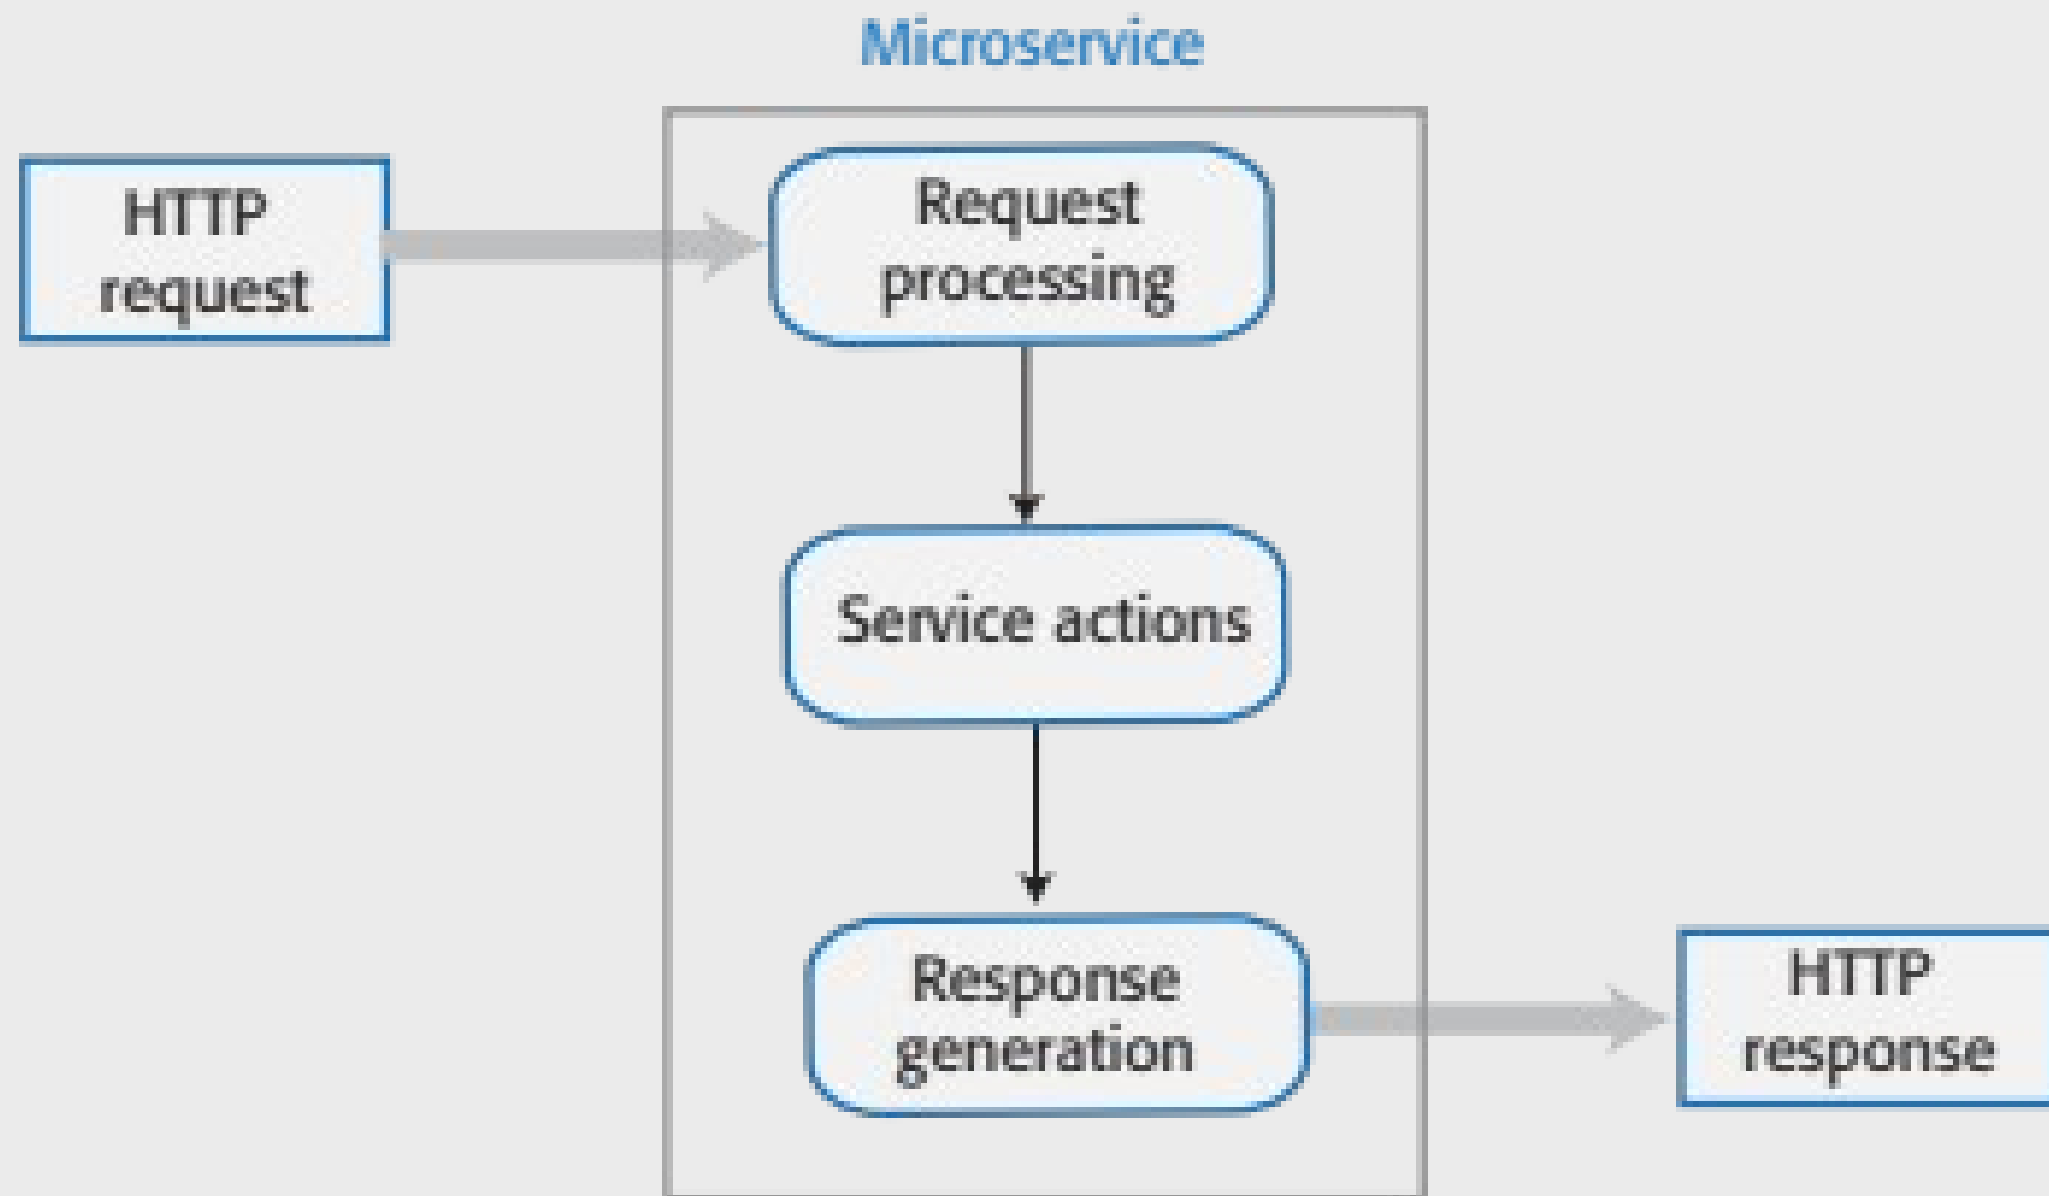 Microservice
HTTP
request
Request
processing
Service actions
Response
generation
HTTP
response